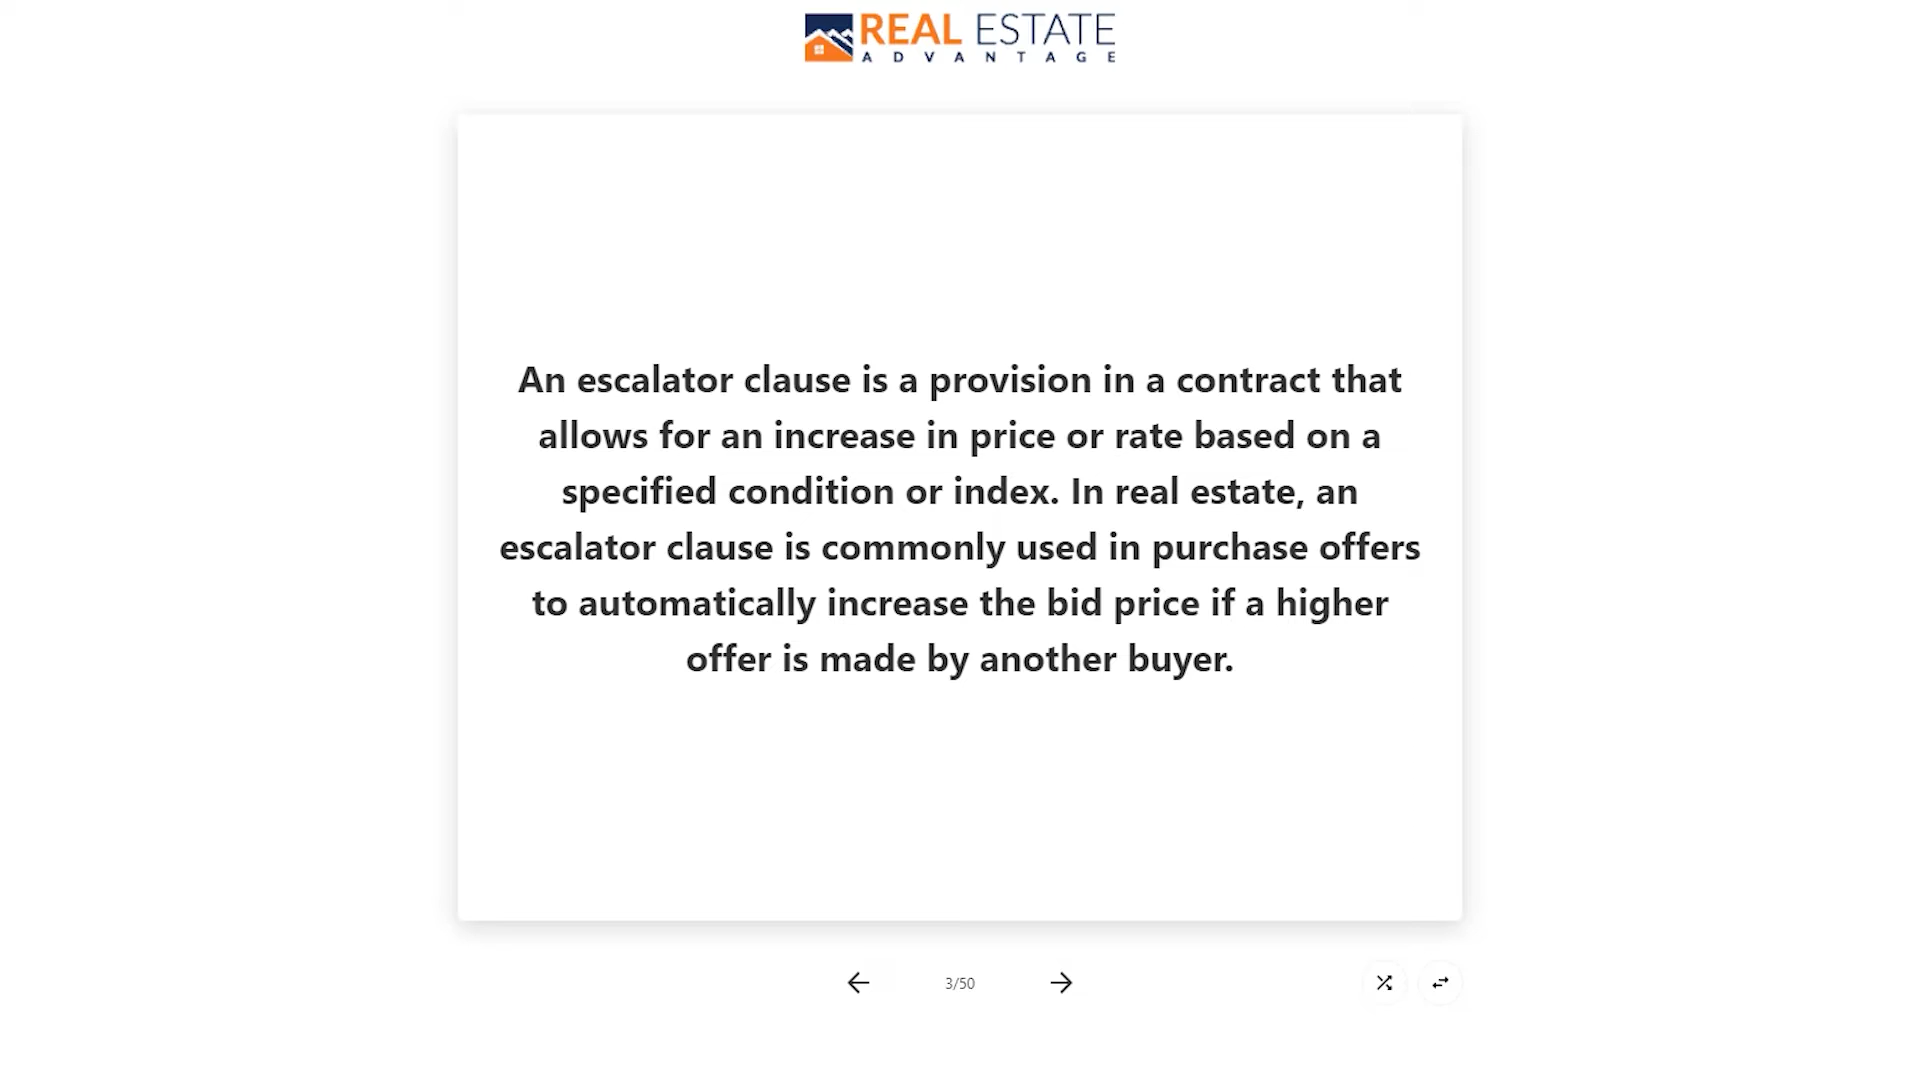 REAL ESTATE
ADVANTAGE
An escalator clause is a provision in a contract that
allows for an increase in price or rate based on a
specified condition or index. In real estate, an
escalator clause is commonly used in purchase offers
to automatically increase the bid price if a higher
offer is made by another buyer.
3/50